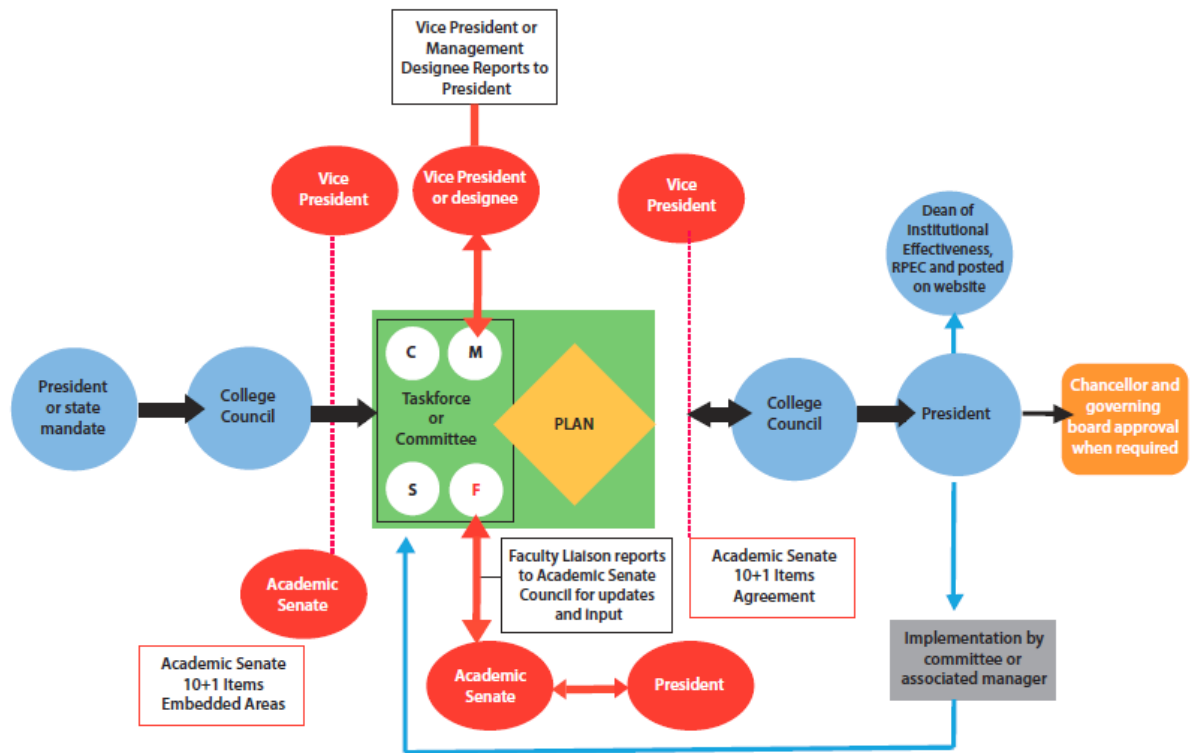 Vice President or
Management
Designee Reports to
President
Vice
President
Vice President
or designee
Vice
President
Dean of
Institutional
Effectiveness,
RPEC and posted
on website
President
or state
mandate
College
Council
C
M
Taskforce
or
Committee
S
F
PLAN
College
Council
President
Chancellor and
governing
board approval
when required
Academic
Senate
Academic Senate
10+1 Items
Embedded Areas
Faculty Liaison reports
to Academic Senate
Council for updates
and input
Academic Senate
10+1 Items
Agreement
Academic
Senate
President
Implementation by
committee or
associated manager